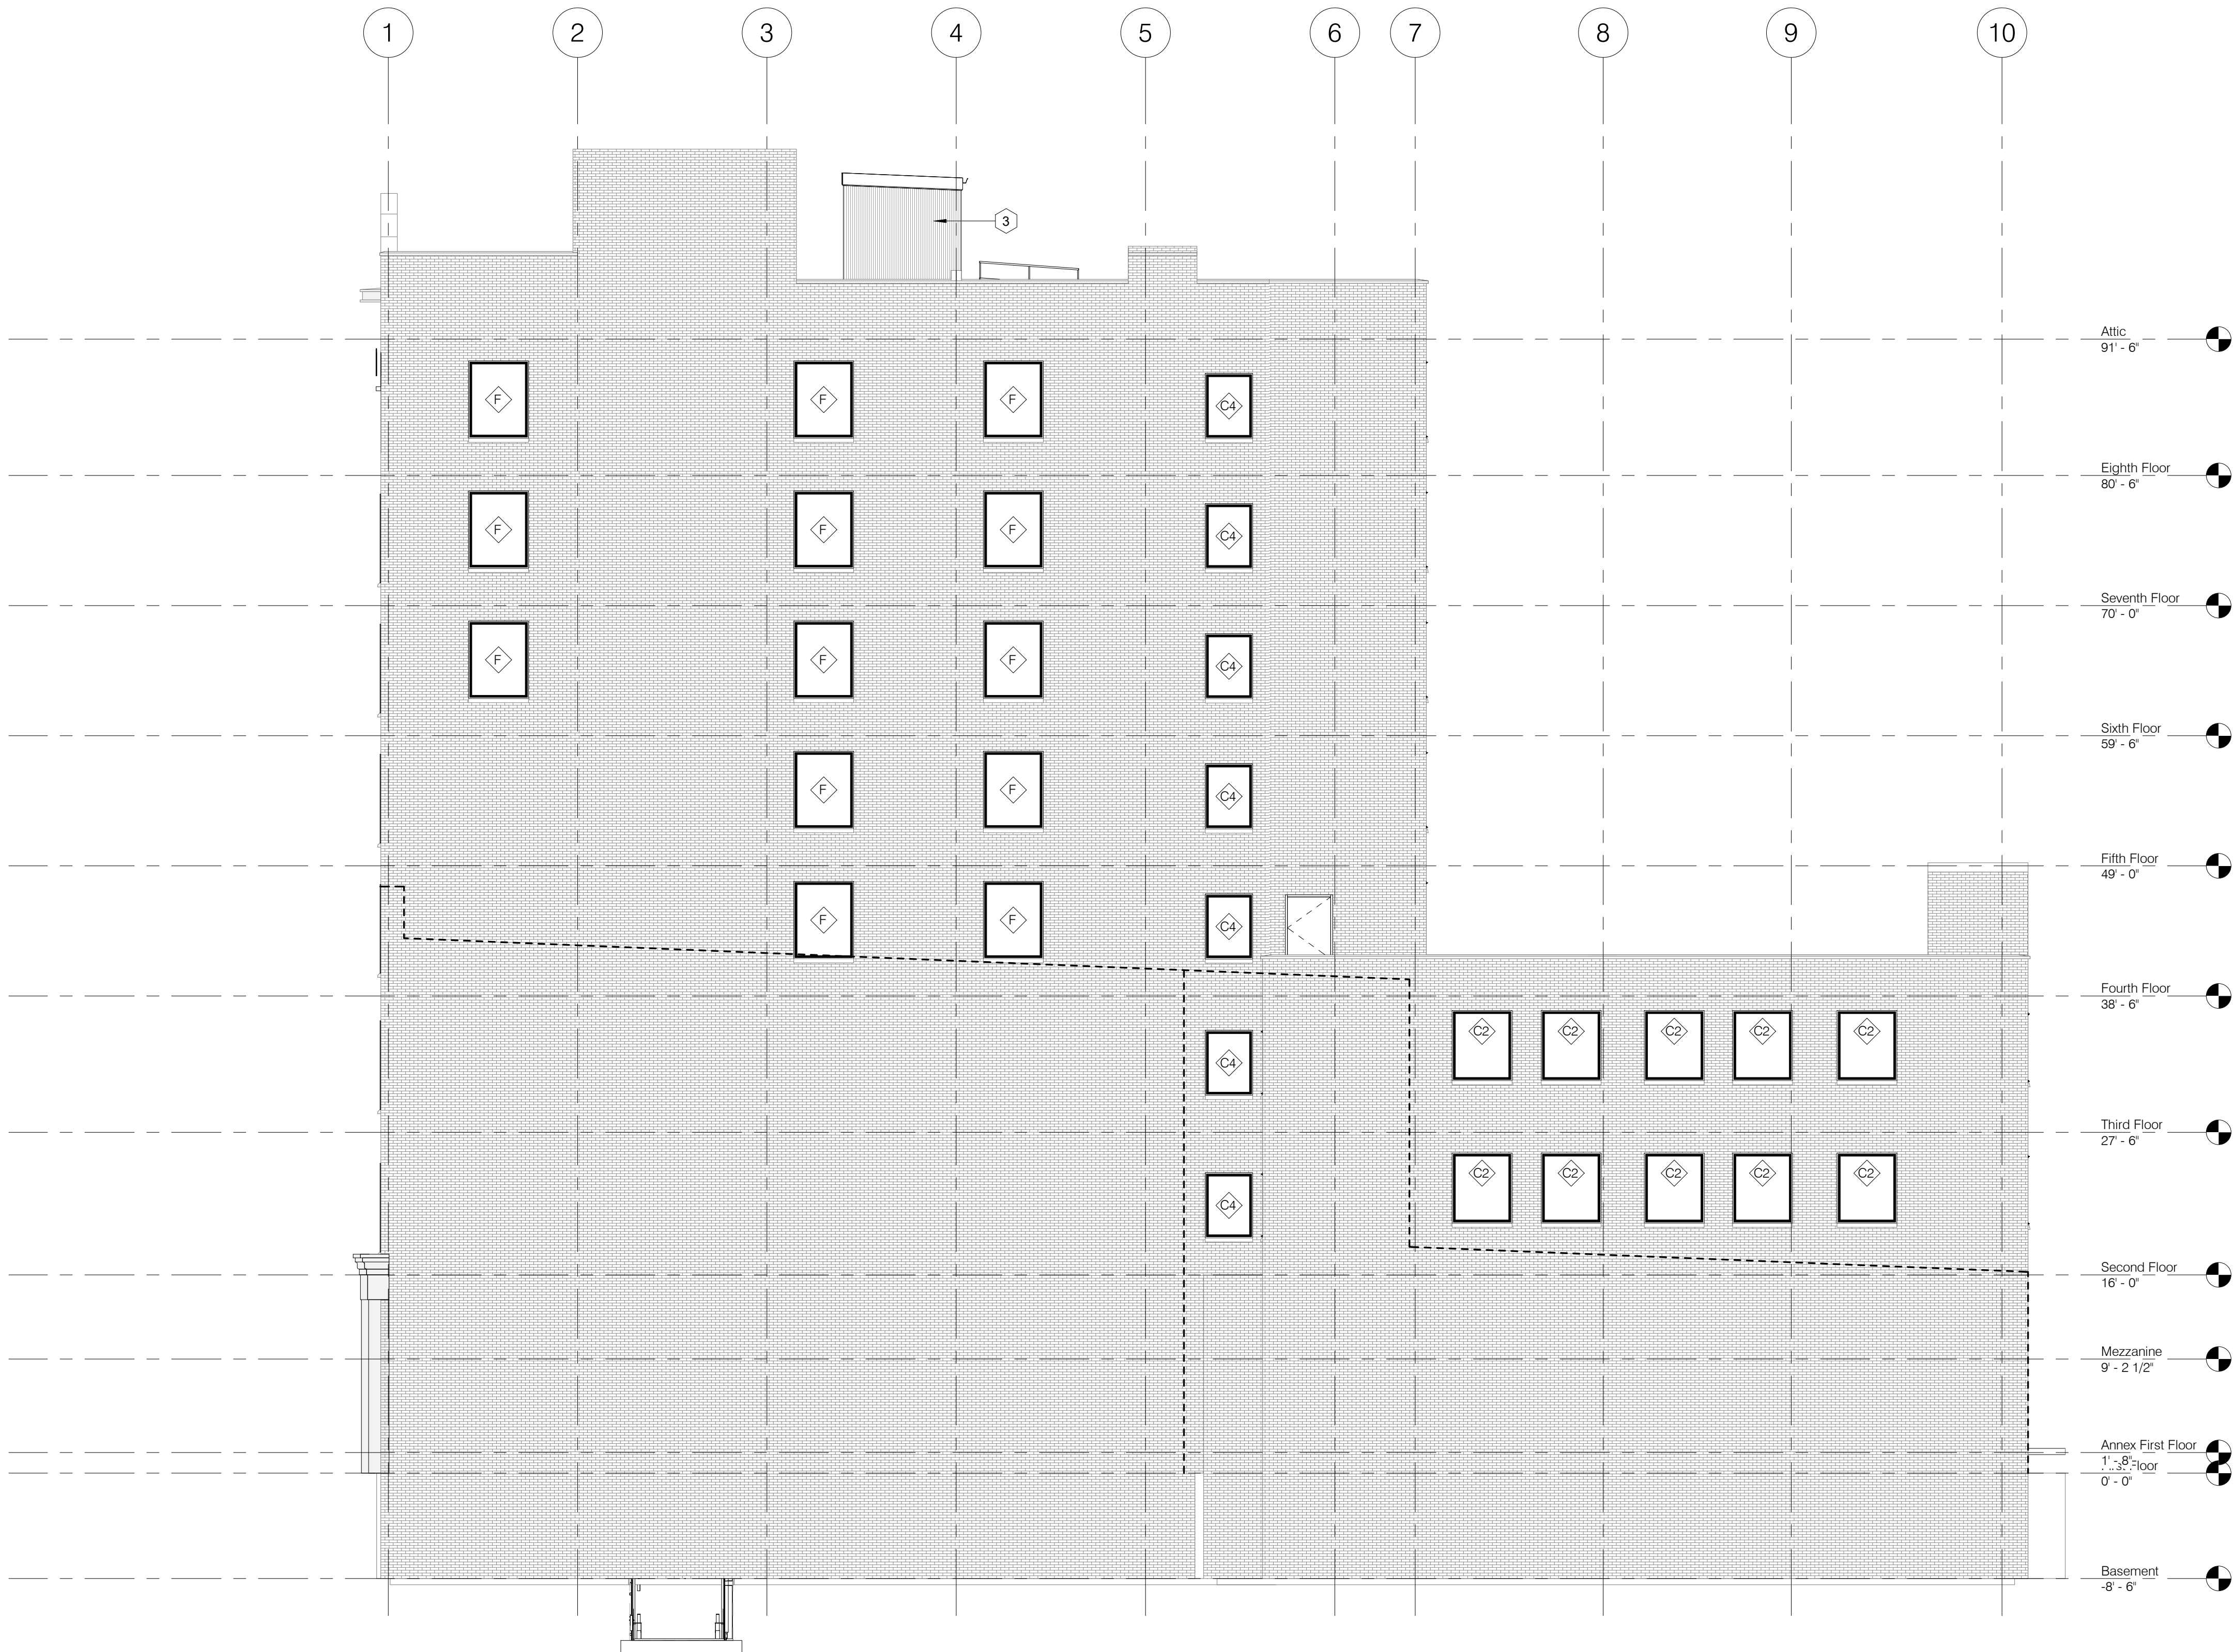 1 2 3 4 5 6 7 8 9 10
3
Attic
91' - 6"
F F F C4
Eighth Floor
80' - 6"
F F F C4
Seventh Floor
70' - 0"
F F F C4
Sixth Floor
59' - 6"
F F C4
Fifth Floor
49' - 0"
F F C4
Fourth Floor
38' - 6"
C2 C2 C2 C2 C2
C4
Third Floor
27' - 6"
C2 C2 C2 C2 C2
C4
Second Floor
16' - 0"
Mezzanine
9' - 2 1/2"
Annex First Floor
1' - 8"
Floor
0' - 0"
Basement
-8' - 6"